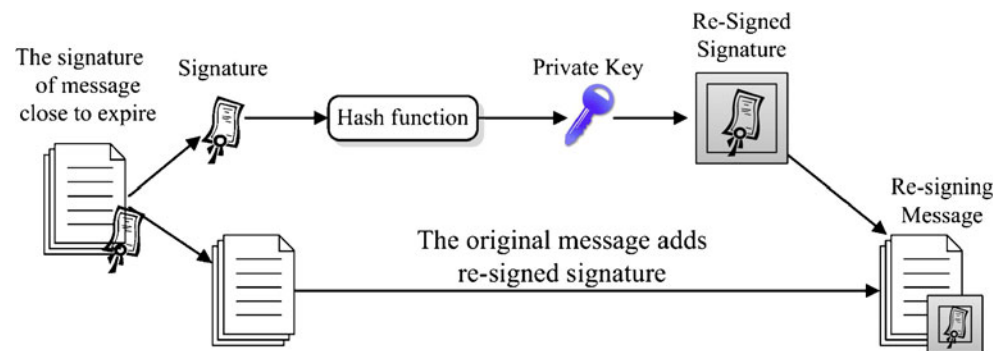 The signature
of message
close to expire
Signature
Hash function
Private Key
Re-Signed
Signature
Re-signing
Message
The original message adds
re-signed signature